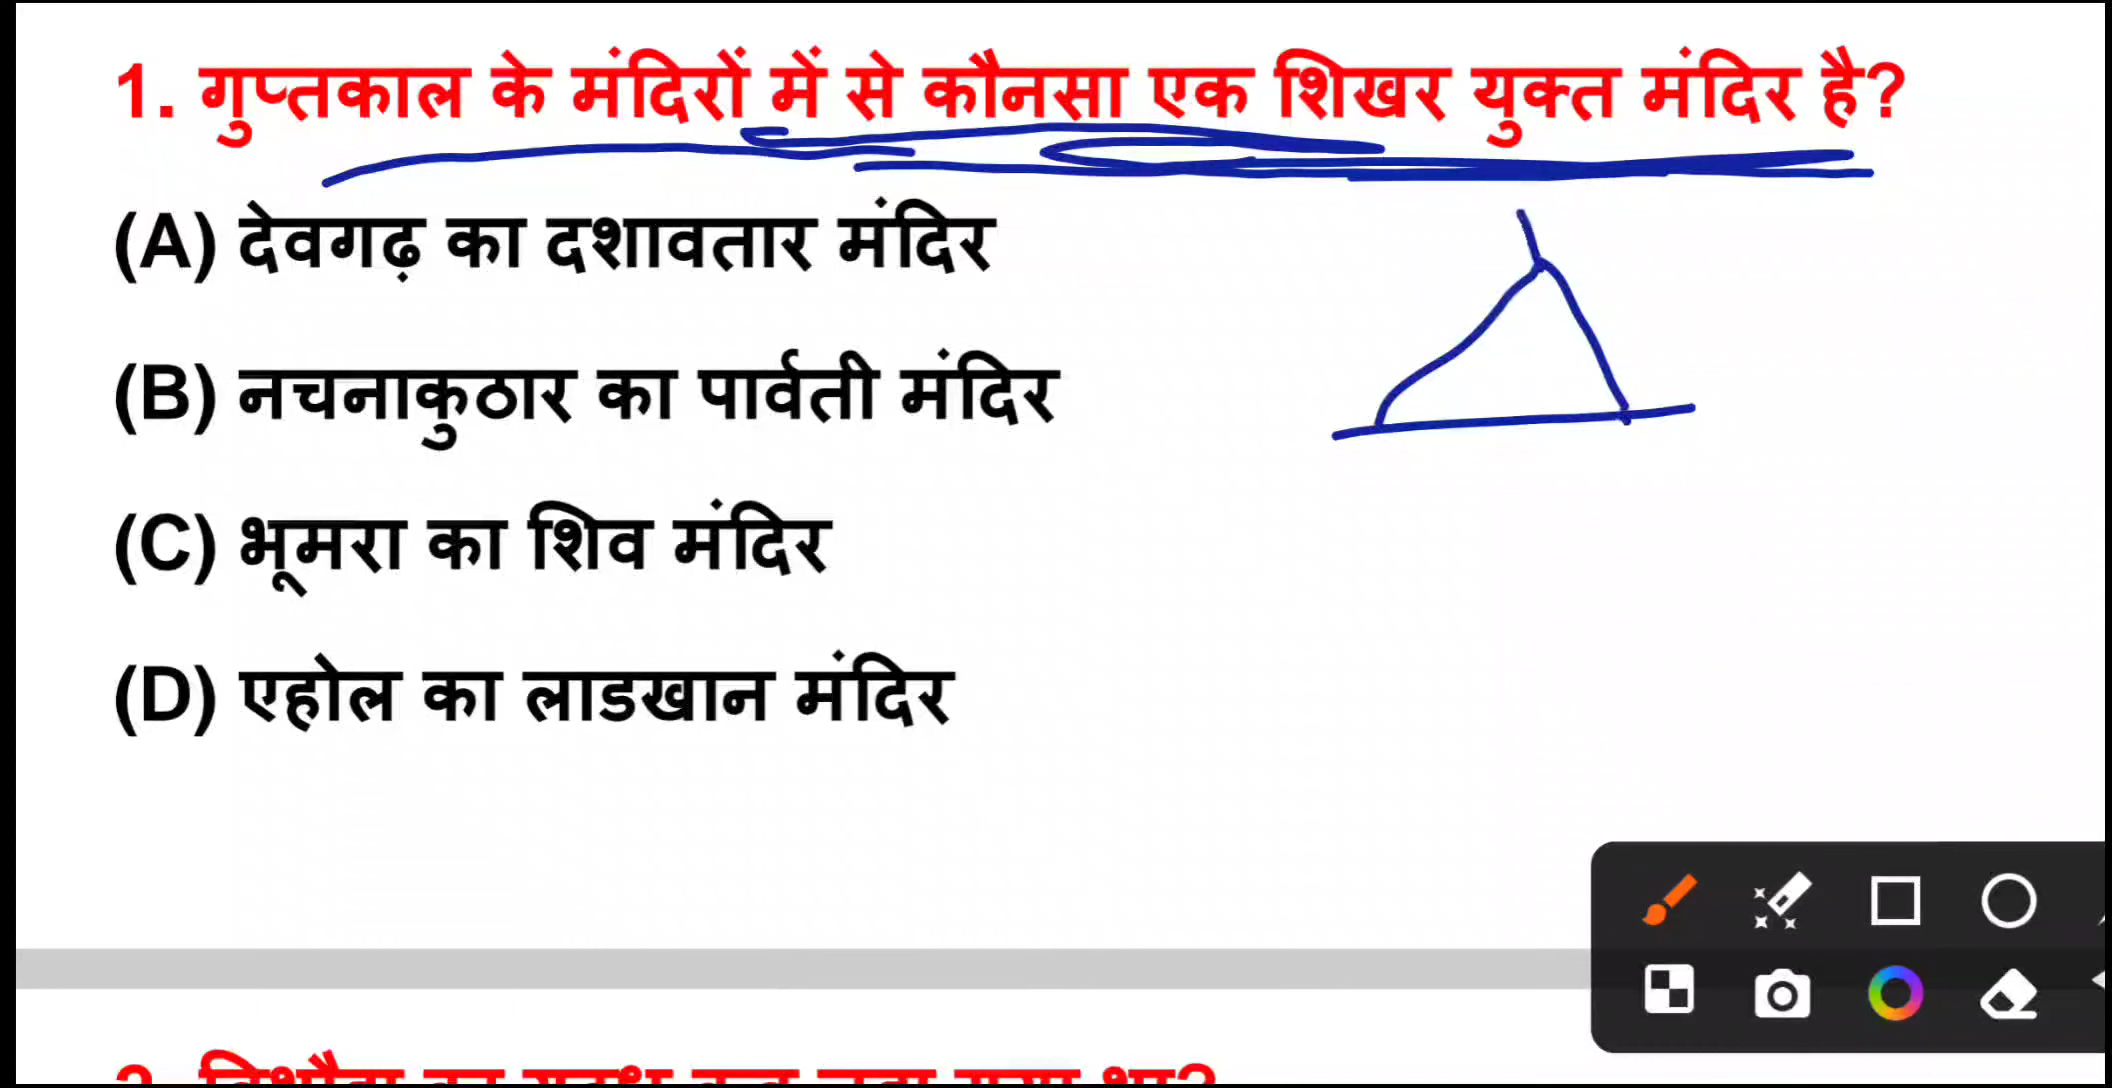 1. गुप्तकाल के मंदिरों में से कौनसा एक शिखर युक्त मंदिर है?
(A) देवगढ़ का दशावतार मंदिर
(B) नचनाकुठार का पार्वती मंदिर
(C) भूमरा का शिव मंदिर
(D) एहोल का लाडखान मंदिर